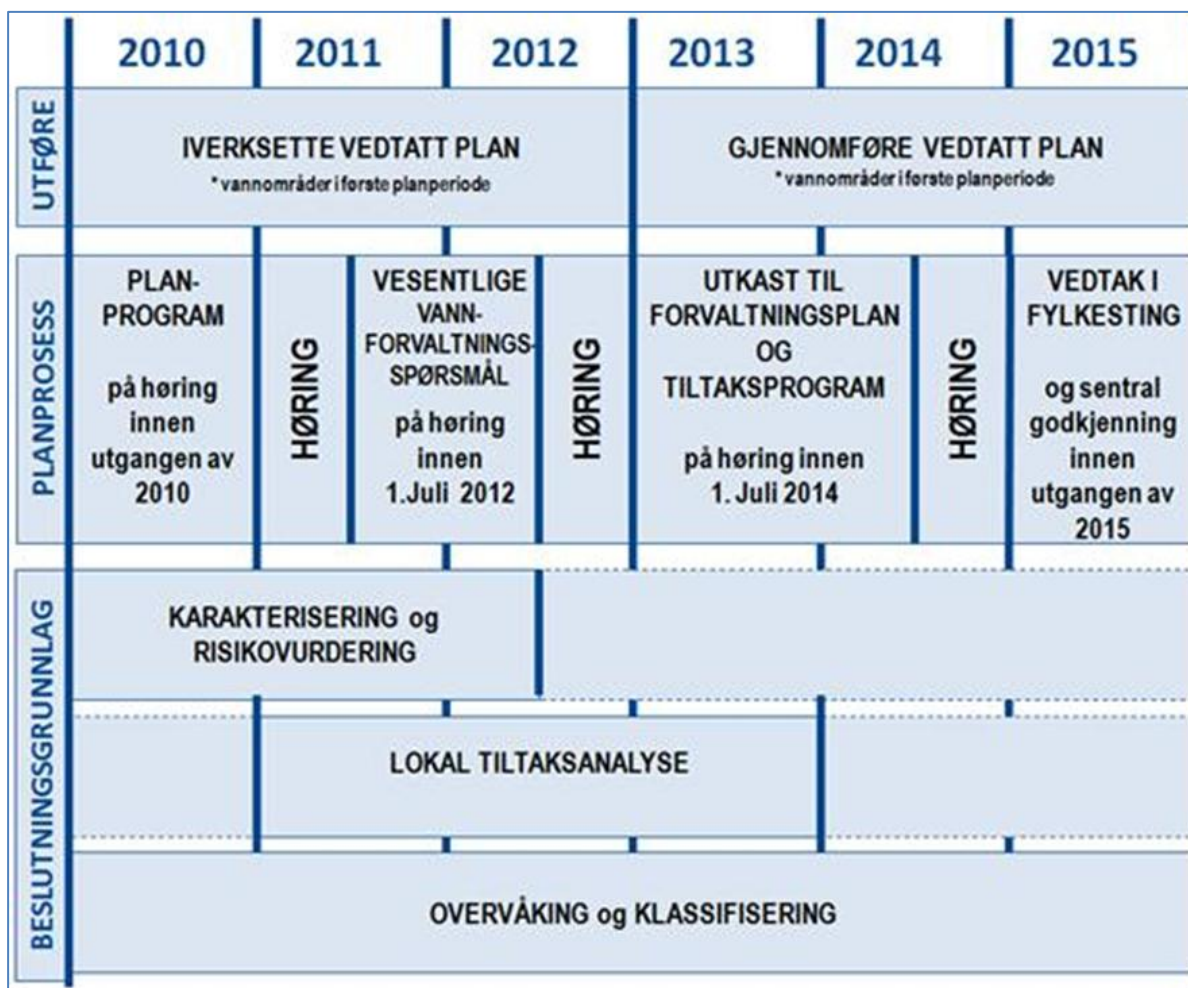 2010 2011 2012 2013 2014 2015
UTFØRE
IVERKSETTE VEDTATT PLAN
* vannområder i første planperiode
GJENNOMFØRE VEDTATT PLAN
* vannområder i første planperiode
PLANPROSESS
PLAN-
PROGRAM
på høring
innen
utgangen av
2010
HØRING
VESENTLIGE
VANN-
FORVALTNINGS-
SPØRSMÅL
på høring
innen
1.Juli 2012
HØRING
UTKAST TIL
FORVALTNINGSPLAN
OG
TILTAKSPROGRAM
på høring innen
1. Juli 2014
HØRING
VEDTAK I
FYLKESTING
og sentral
godkjenning
innen
utgangen av
2015
BESLUTNINGSGRUNNLAG
KARAKTERISERING og
RISIKOVURDERING
LOKAL TILTAKSANALYSE
OVERVÅKING og KLASSIFISERING